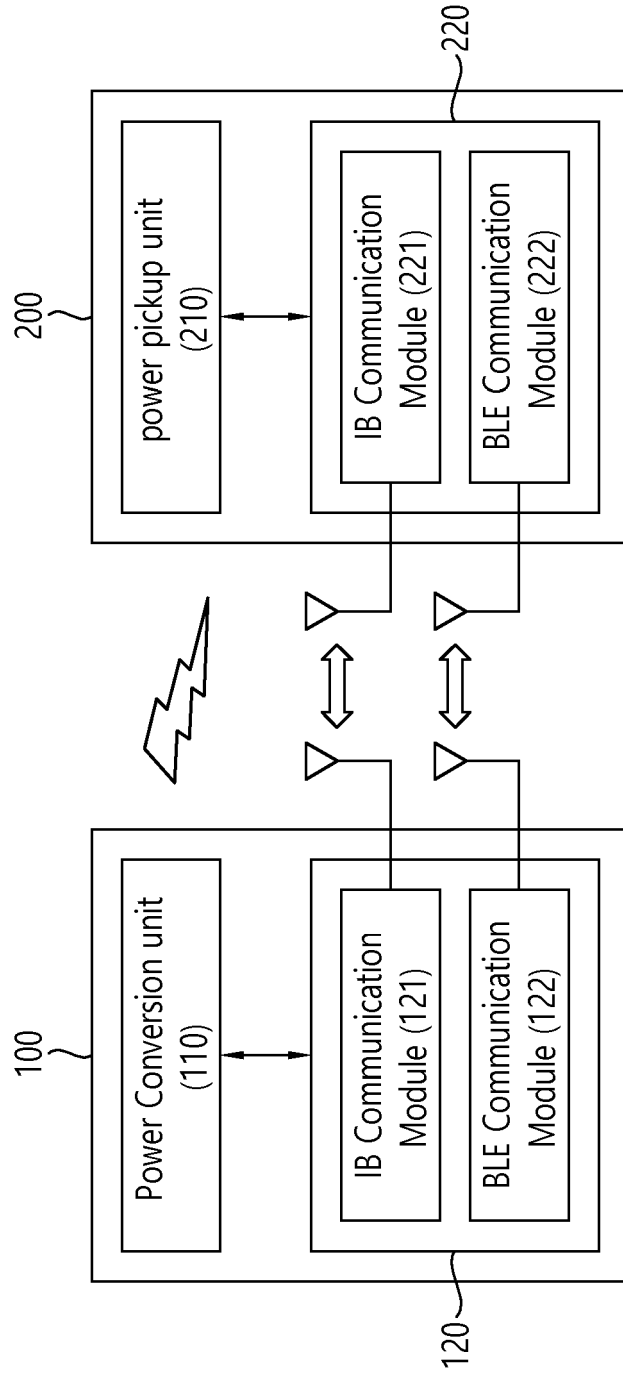 100
Power Conversion unit
(110)
IB Communication
Module (121)
BLE Communication
Module (122)
120
200
power pickup unit
(210)
IB Communication
Module (221)
BLE Communication
Module (222)
220